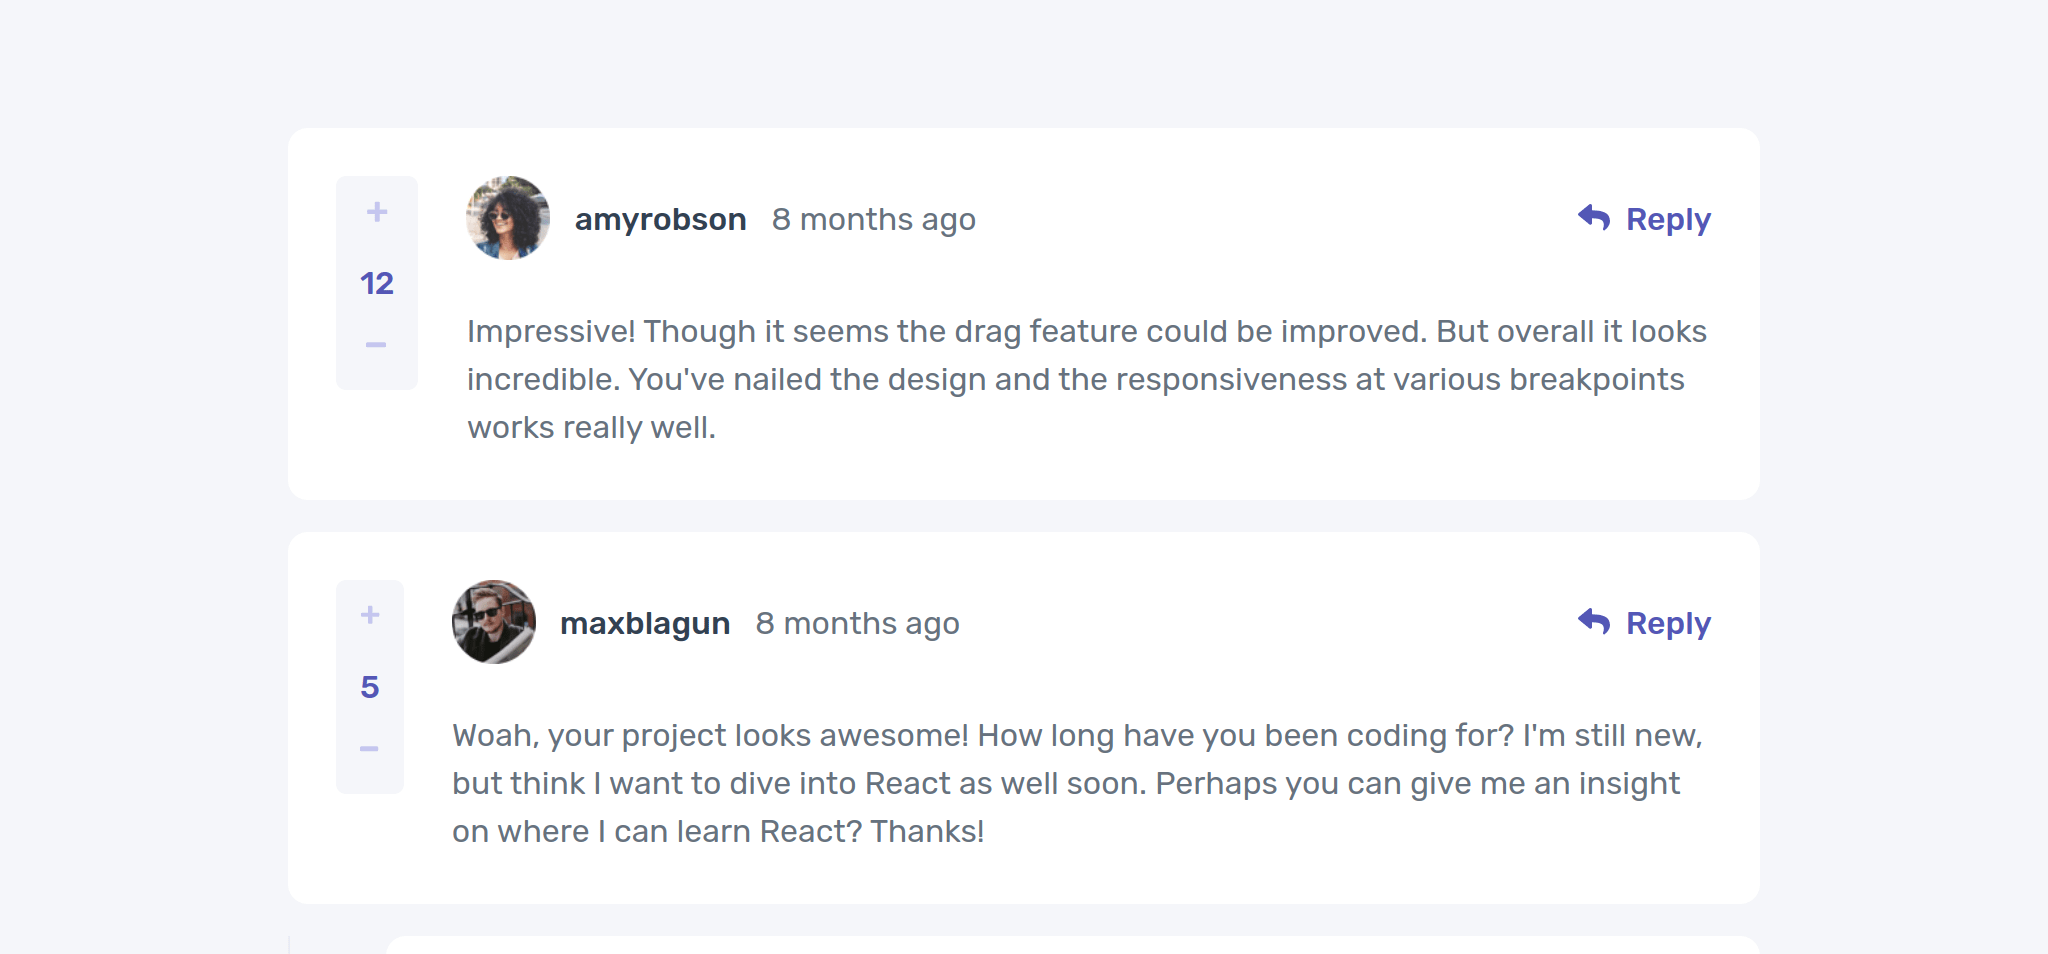 +
12
−
amyrobson 8 months ago
Reply
Impressive! Though it seems the drag feature could be improved. But overall it looks
incredible. You've nailed the design and the responsiveness at various breakpoints
works really well.
+
5
−
maxblagun 8 months ago
Reply
Woah, your project looks awesome! How long have you been coding for? I'm still new,
but think I want to dive into React as well soon. Perhaps you can give me an insight
on where I can learn React? Thanks!